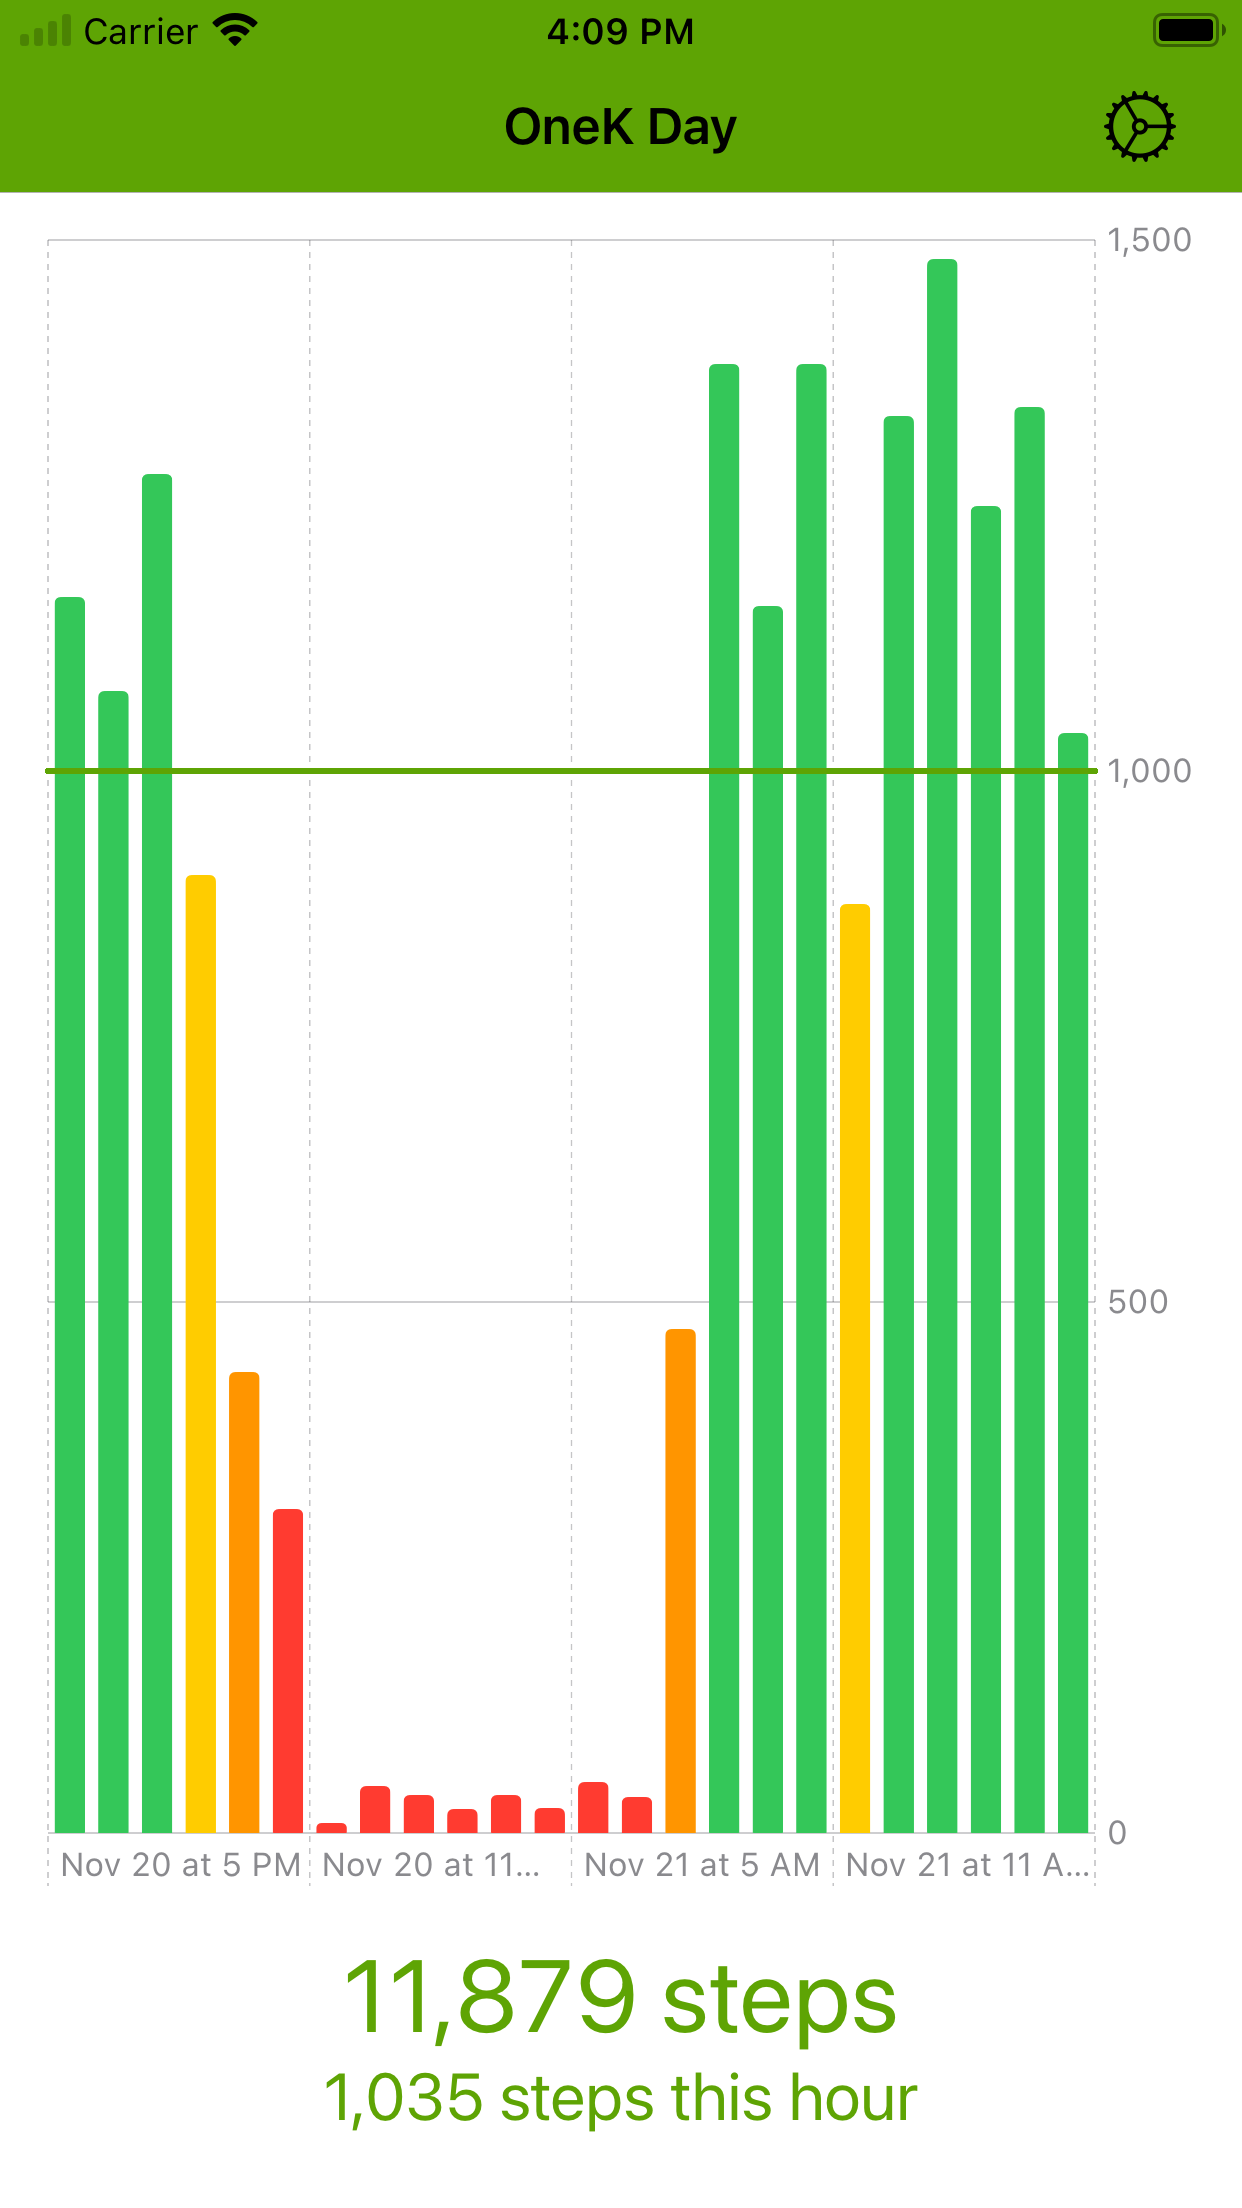 Carrier 4:09 PM
OneK Day
1,500
1,000
500
0
Nov 20 at 5 PM Nov 20 at 11... Nov 21 at 5 AM Nov 21 at 11 A...
11,879 steps
1,035 steps this hour